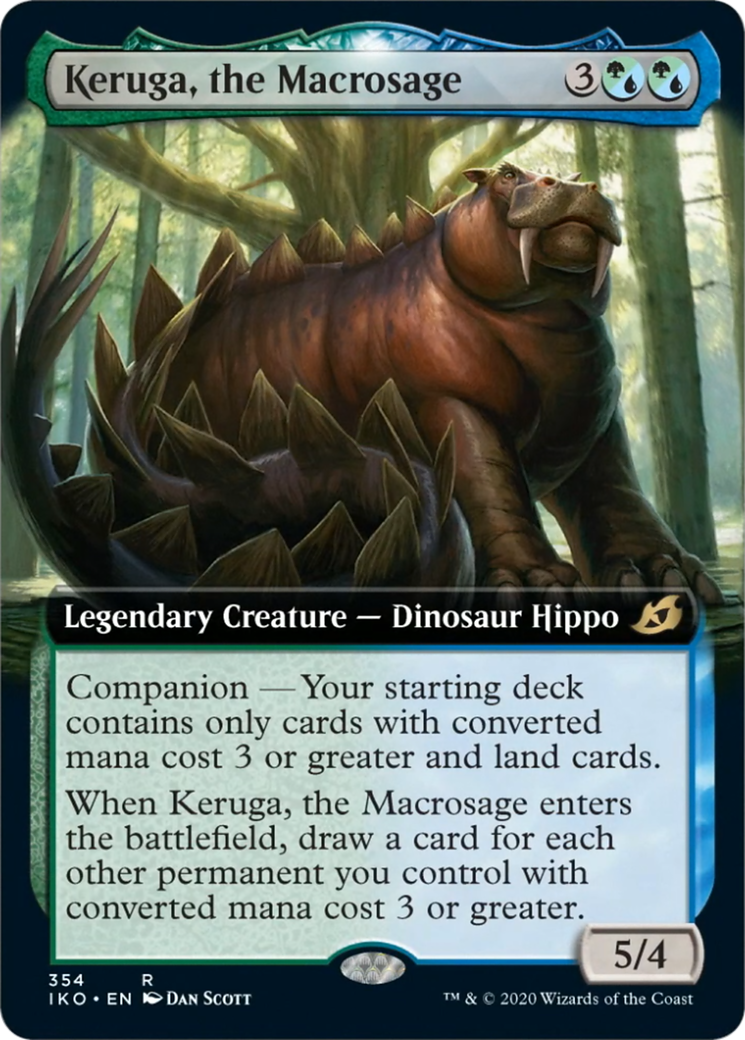 Keruga, the Macrosage 3
Legendary Creature — Dinosaur Hippo
Companion — Your starting deck
contains only cards with converted
mana cost 3 or greater and land cards.
When Keruga, the Macrosage enters
the battlefield, draw a card for each
other permanent you control with
converted mana cost 3 or greater.
5/4
354 R
IKO • EN Dan Scott
™ & © 2020 Wizards of the Coast